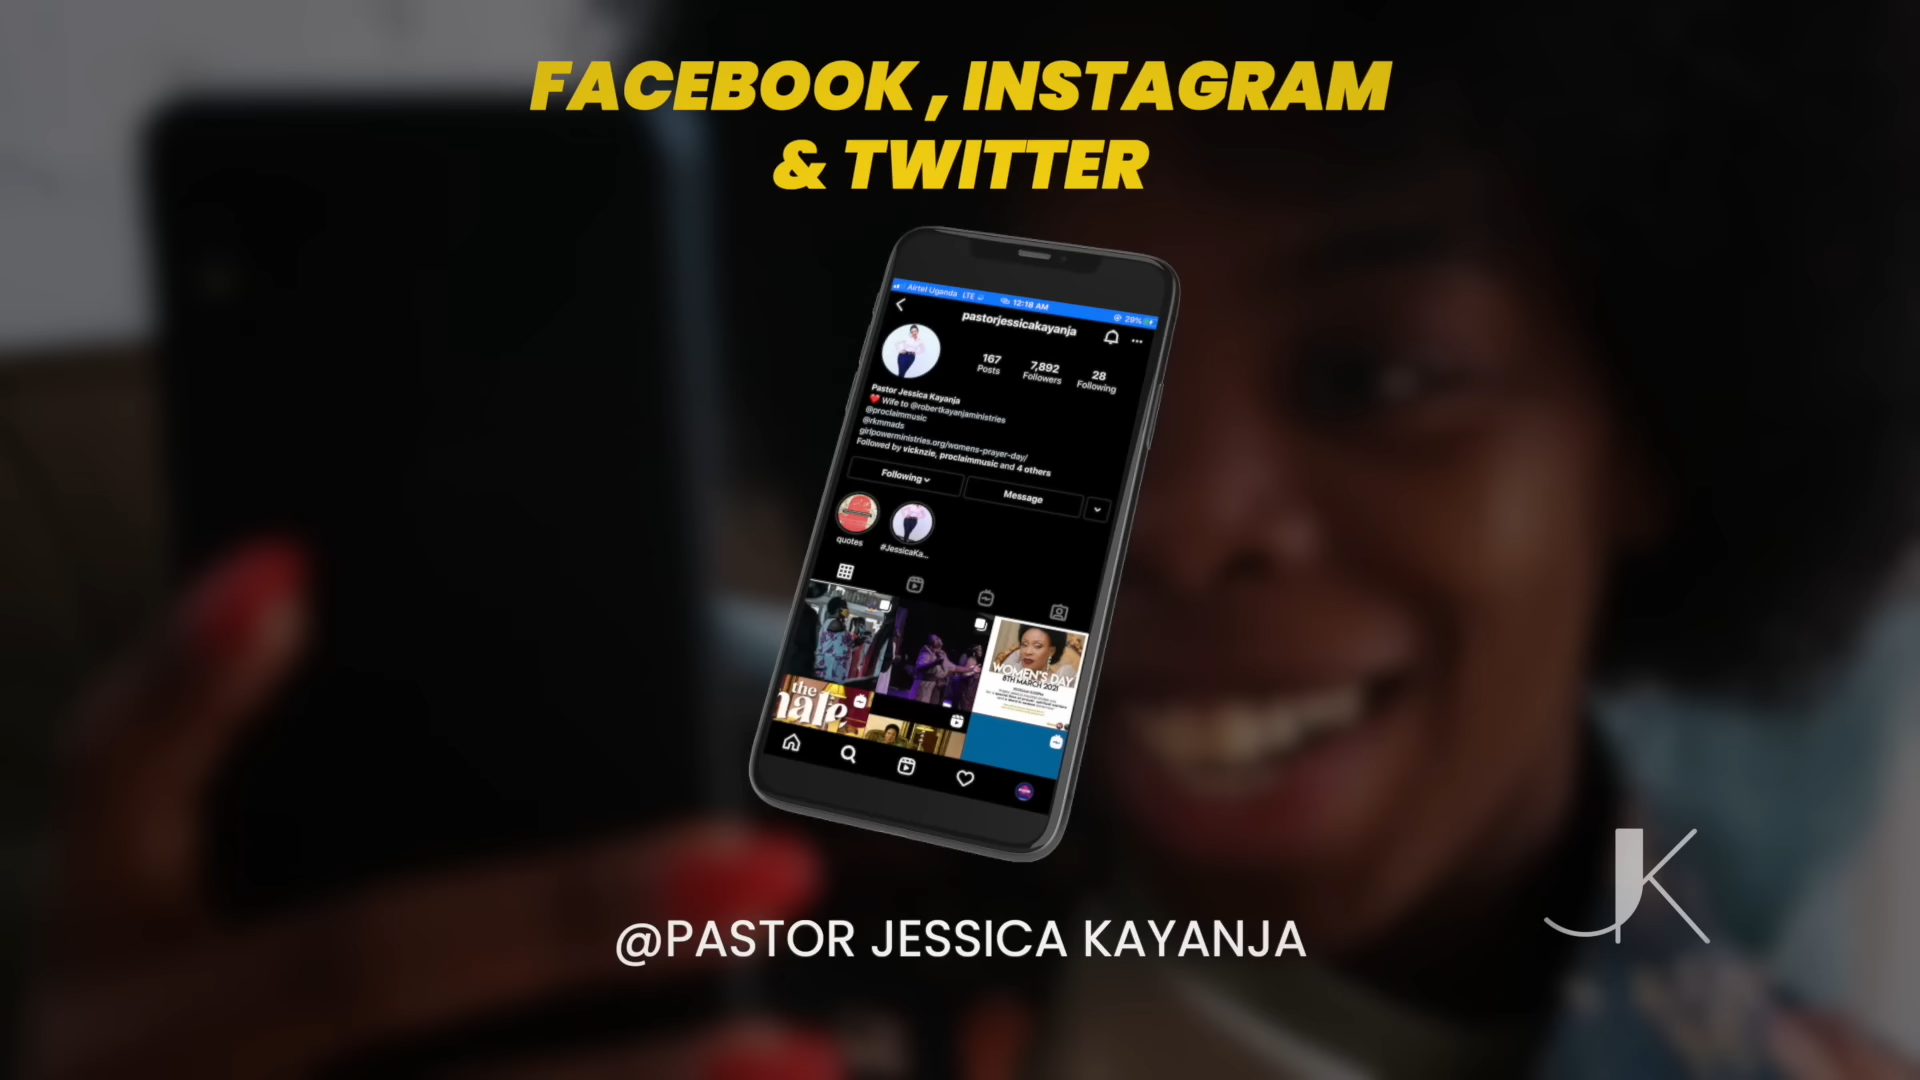 FACEBOOK , INSTAGRAM
& TWITTER
Airtel Uganda LTE 12:18 AM 29%
pastorjessicakayanja
167 7,892 28
Posts Followers Following
Pastor Jessica Kayanja
❤️ Wife to @robertkayanjaministries
@proclaimmusic
@rkmmads
girlpowerministries.org/womens-prayer-day/
Followed by vicknzie, proclaimmusic and 4 others
Following Message
quotes #JessicaKa...
WOMEN'S DAY
8TH MARCH 2021
the
@PASTOR JESSICA KAYANJA
JK